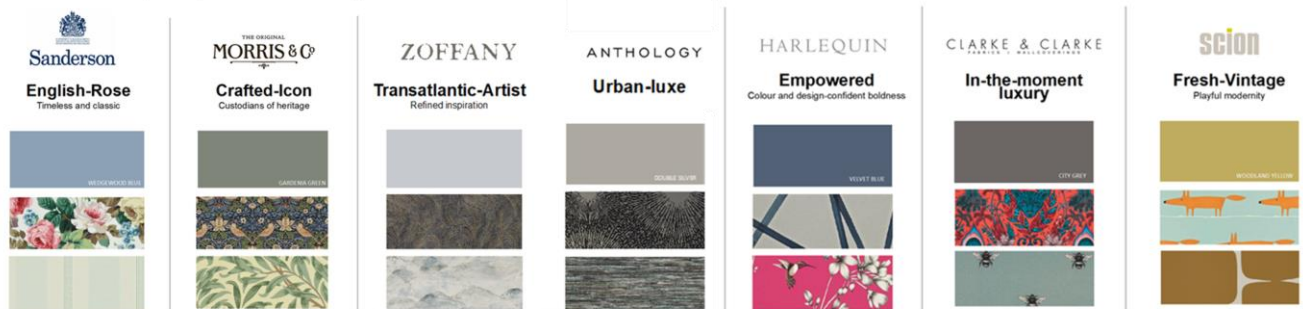 Sanderson
English-Rose
Timeless and classic
WEDGEWOOD BLUE
THE ORIGINAL
MORRIS & Co
Crafted-Icon
Custodians of heritage
GARDENIA GREEN
ZOFFANY
Transatlantic-Artist
Refined inspiration
ANTHOLOGY
Urban-luxe
DOUBLE SILVER
HARLEQUIN
Empowered
Colour and design-confident boldness
VELVET BLUE
CLARKE & CLARKE
FABRICS + WALLCOVERINGS
In-the-moment
luxury
CITY GREY
scion
Fresh-Vintage
Playful modernity
WOODLAND YELLOW